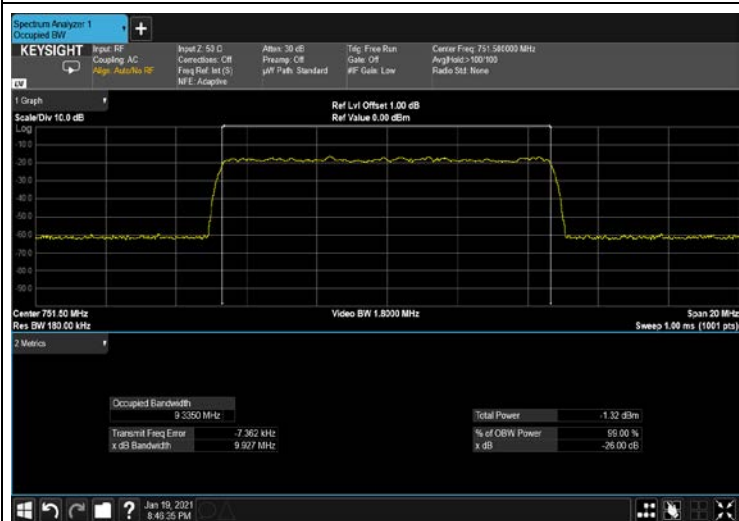 Spectrum Analyzer 1
Occupied BW
+
KEYSIGHT
Input: RF
Coupling: AC
Align: Auto/No RF
Input Z: 50 Ω
Corrections: Off
Freq Ref: Int (S)
NFE: Adaptive
Atten: 30 dB
Preamp: Off
µW Path: Standard
Trig: Free Run
Gate: Off
#IF Gain: Low
Center Freq: 751.500000 MHz
Avg|Hold:>100/100
Radio Std: None
1 Graph
Scale/Div 10.0 dB
Ref Lvl Offset 1.00 dB
Ref Value 0.00 dBm
Log
-10.0
-20.0
-30.0
-40.0
-50.0
-60.0
-70.0
-80.0
-90.0
Center 751.50 MHz
Res BW 180.00 kHz
Video BW 1.8000 MHz
Span 20 MHz
Sweep 1.00 ms (1001 pts)
2 Metrics
Occupied Bandwidth
9.3350 MHz
Transmit Freq Error -7.362 kHz
x dB Bandwidth 9.927 MHz
Total Power -1.32 dBm
% of OBW Power 99.00 %
x dB -26.00 dB
?
Jan 19, 2021
8:46:35 PM